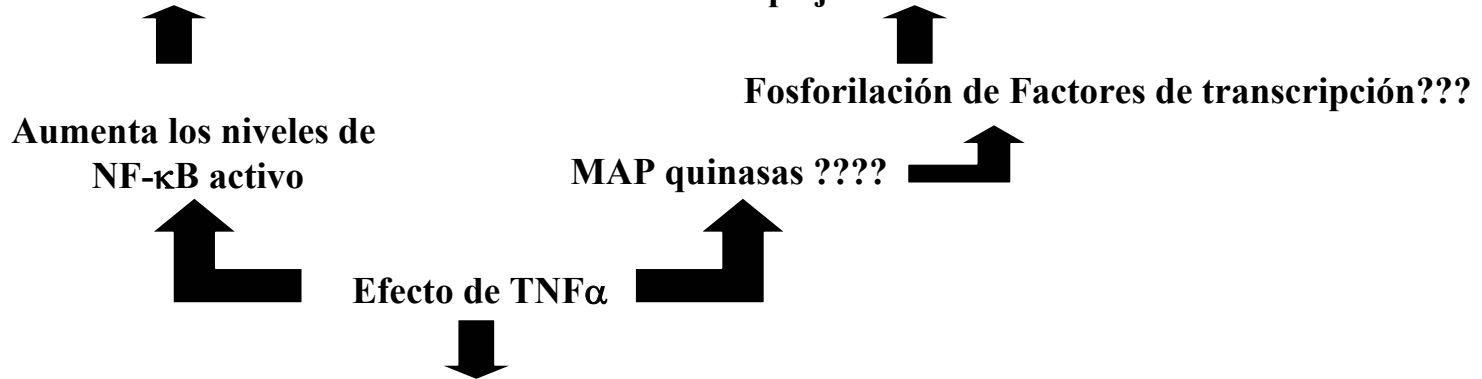 Fosforilación de Factores de transcripción???
Aumenta los niveles de
NF-κB activo
MAP quinasas ????
Efecto de TNFα